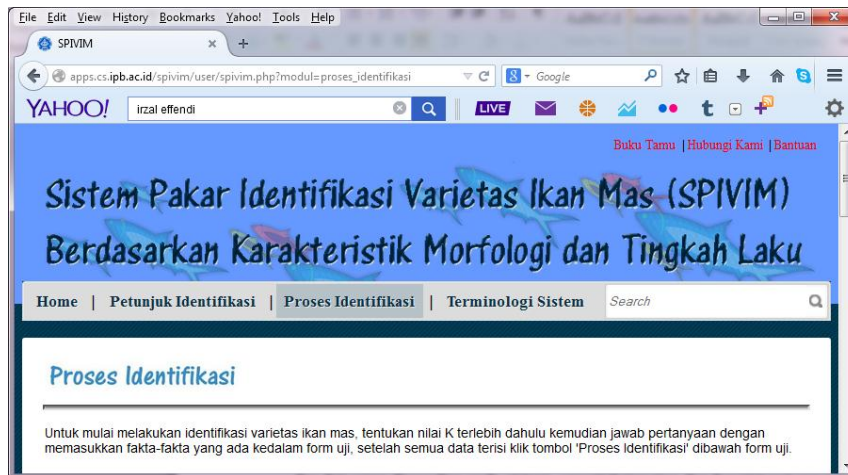 File Edit View History Bookmarks Yahoo! Tools Help
SPIVIM
apps.cs.ipb.ac.id/spivim/user/spivim.php?modul=proses_identifikasi
Google
YAHOO!
irzal effendi
LIVE
Buku Tamu | Hubungi Kami | Bantuan
Sistem Pakar Identifikasi Varietas Ikan Mas (SPIVIM)
Berdasarkan Karakteristik Morfologi dan Tingkah Laku
Home | Petunjuk Identifikasi | Proses Identifikasi | Terminologi Sistem Search
Proses Identifikasi
Untuk mulai melakukan identifikasi varietas ikan mas, tentukan nilai K terlebih dahulu kemudian jawab pertanyaan dengan
memasukkan fakta-fakta yang ada kedalam form uji, setelah semua data terisi klik tombol 'Proses Identifikasi' dibawah form uji.